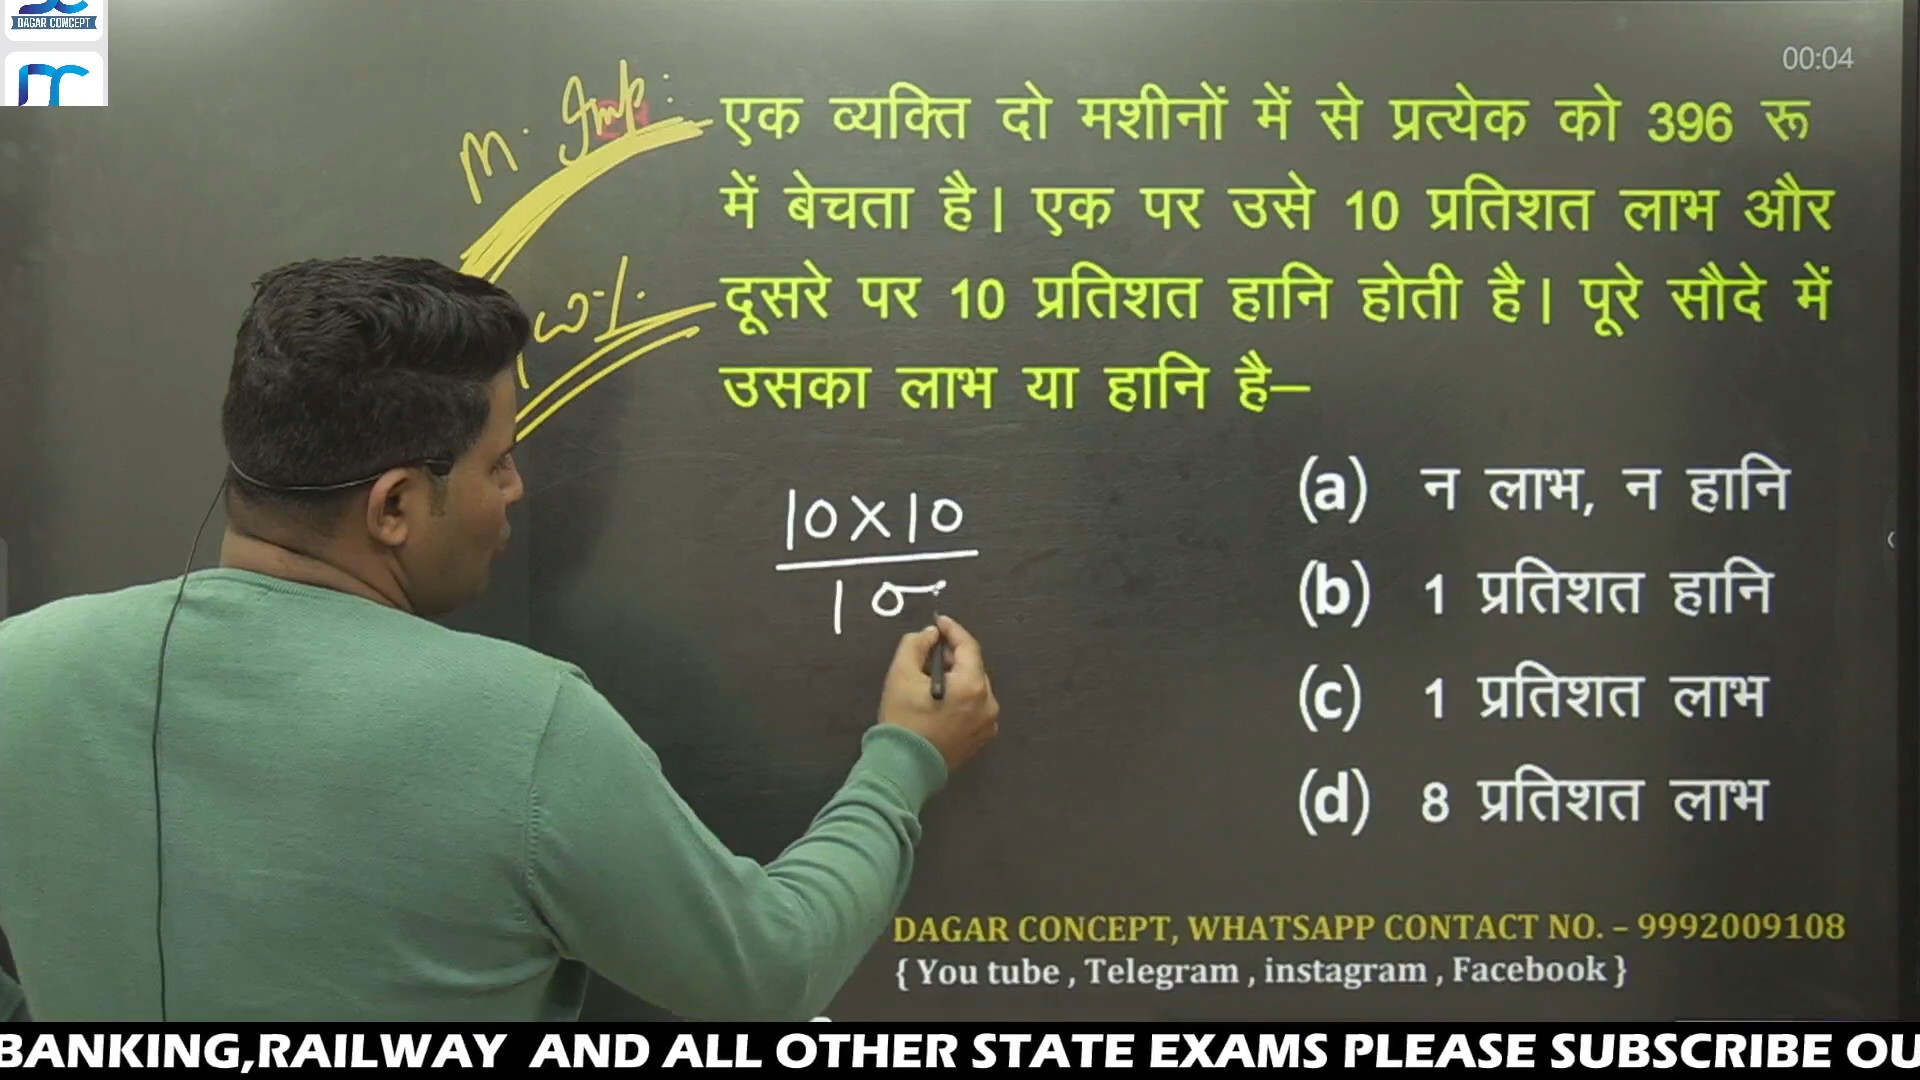 DAGAR CONCEPT
00:04
M. Imp:
एक व्यक्ति दो मशीनों में से प्रत्येक को 396 रू
में बेचता है। एक पर उसे 10 प्रतिशत लाभ और
दूसरे पर 10 प्रतिशत हानि होती है। पूरे सौदे में
उसका लाभ या हानि है–
10 X 10
10
(a) न लाभ, न हानि
(b) 1 प्रतिशत हानि
(c) 1 प्रतिशत लाभ
(d) 8 प्रतिशत लाभ
DAGAR CONCEPT, WHATSAPP CONTACT NO. – 9992009108
{ You tube , Telegram , instagram , Facebook }
BANKING,RAILWAY AND ALL OTHER STATE EXAMS PLEASE SUBSCRIBE OU